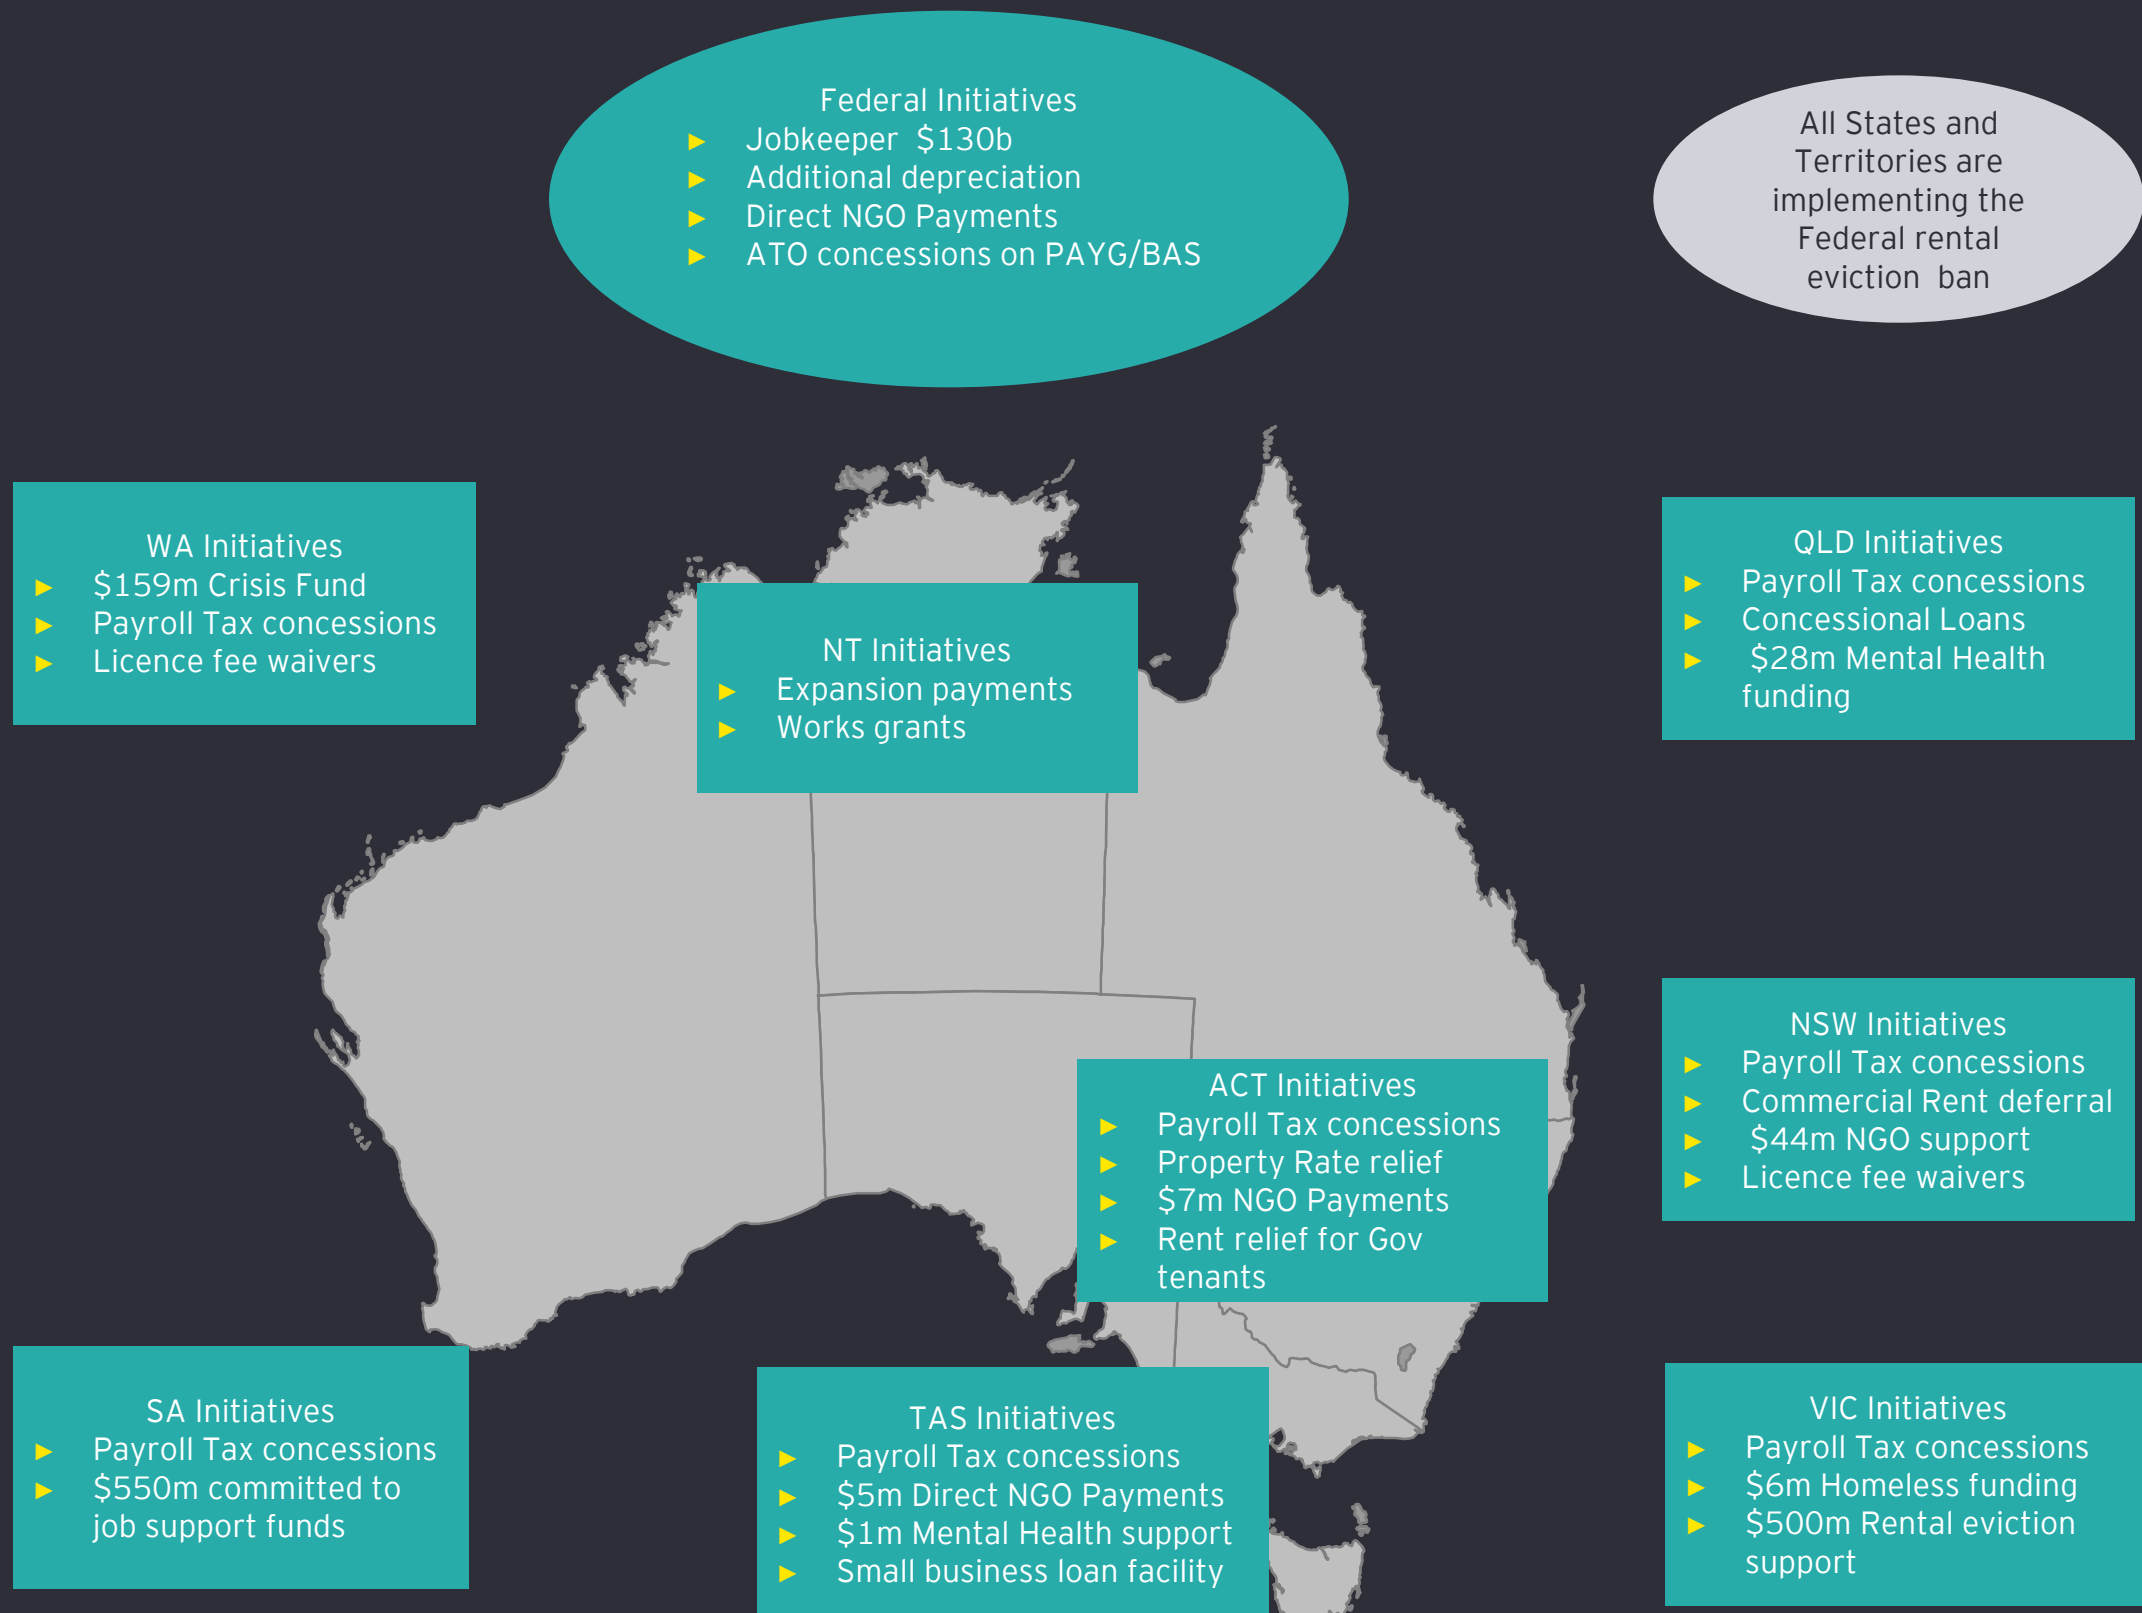 Federal Initiatives
► Jobkeeper $130b
► Additional depreciation
► Direct NGO Payments
► ATO concessions on PAYG/BAS
All States and
Territories are
implementing the
Federal rental
eviction ban
WA Initiatives
► $159m Crisis Fund
► Payroll Tax concessions
► Licence fee waivers
NT Initiatives
► Expansion payments
► Works grants
QLD Initiatives
► Payroll Tax concessions
► Concessional Loans
► $28m Mental Health
funding
ACT Initiatives
► Payroll Tax concessions
► Property Rate relief
► $7m NGO Payments
► Rent relief for Gov
tenants
NSW Initiatives
► Payroll Tax concessions
► Commercial Rent deferral
► $44m NGO support
► Licence fee waivers
SA Initiatives
► Payroll Tax concessions
► $550m committed to
job support funds
TAS Initiatives
► Payroll Tax concessions
► $5m Direct NGO Payments
► $1m Mental Health support
► Small business loan facility
VIC Initiatives
► Payroll Tax concessions
► $6m Homeless funding
► $500m Rental eviction
support